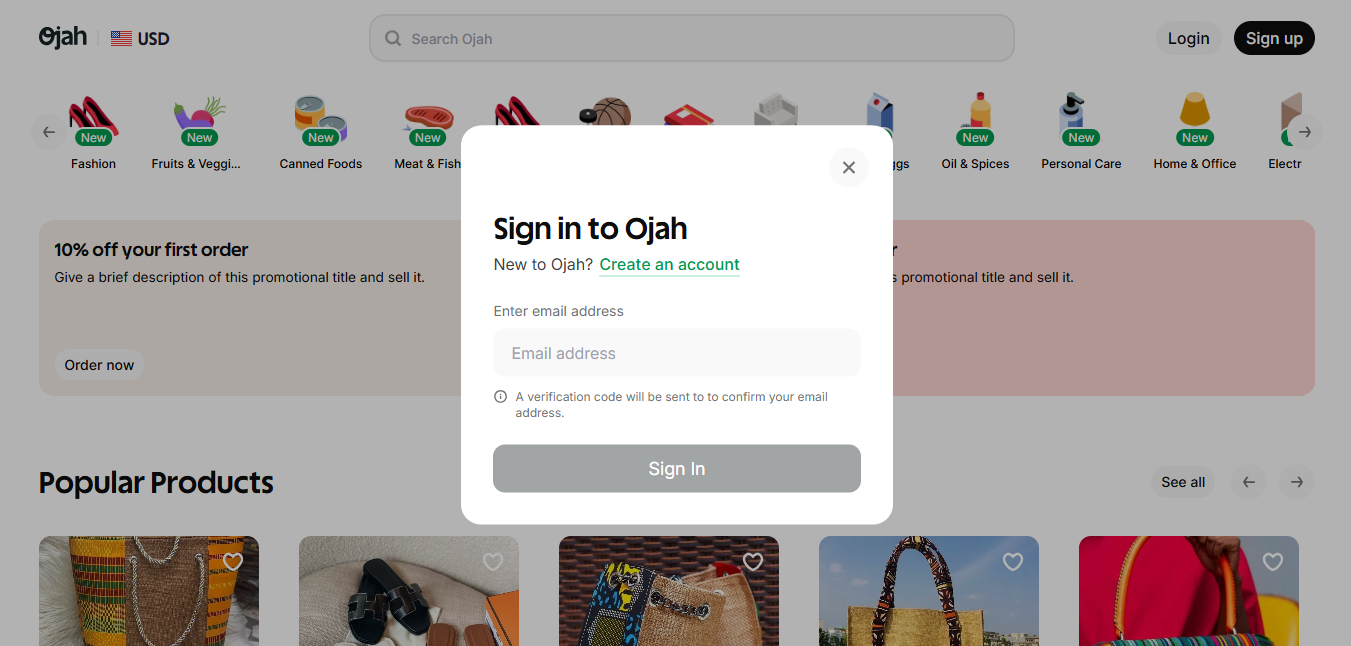 Ojah
USD
Search Ojah
Login
Sign up
New
New
New
New
New
New
New
Fashion
Fruits & Veggi...
Canned Foods
Meat & Fish
ggs
Oil & Spices
Personal Care
Home & Office
Electr
10% off your first order
Give a brief description of this promotional title and sell it.
Order now
r
s promotional title and sell it.
Sign in to Ojah
New to Ojah? Create an account
Enter email address
Email address
A verification code will be sent to to confirm your email
address.
Sign In
Popular Products
See all